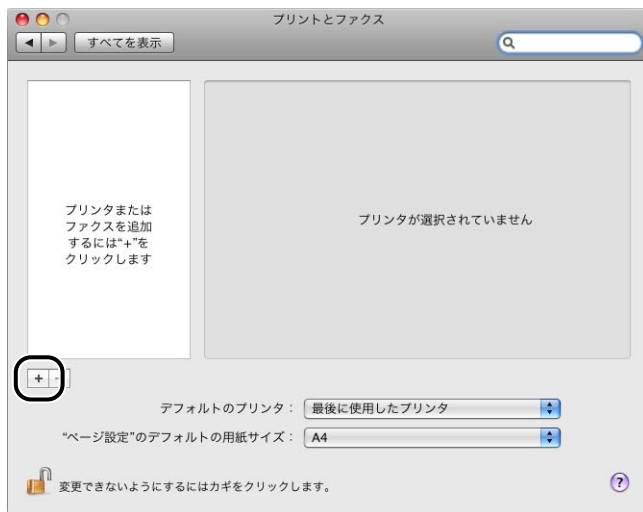 プリントとファクス
すべてを表示
プリンタまたは
ファクスを追加
するには“+”を
クリックします
プリンタが選択されていません
+ -
デフォルトのプリンタ： 最後に使用したプリンタ
“ページ設定”のデフォルトの用紙サイズ： A4
変更できないようにするにはカギをクリックします。
?